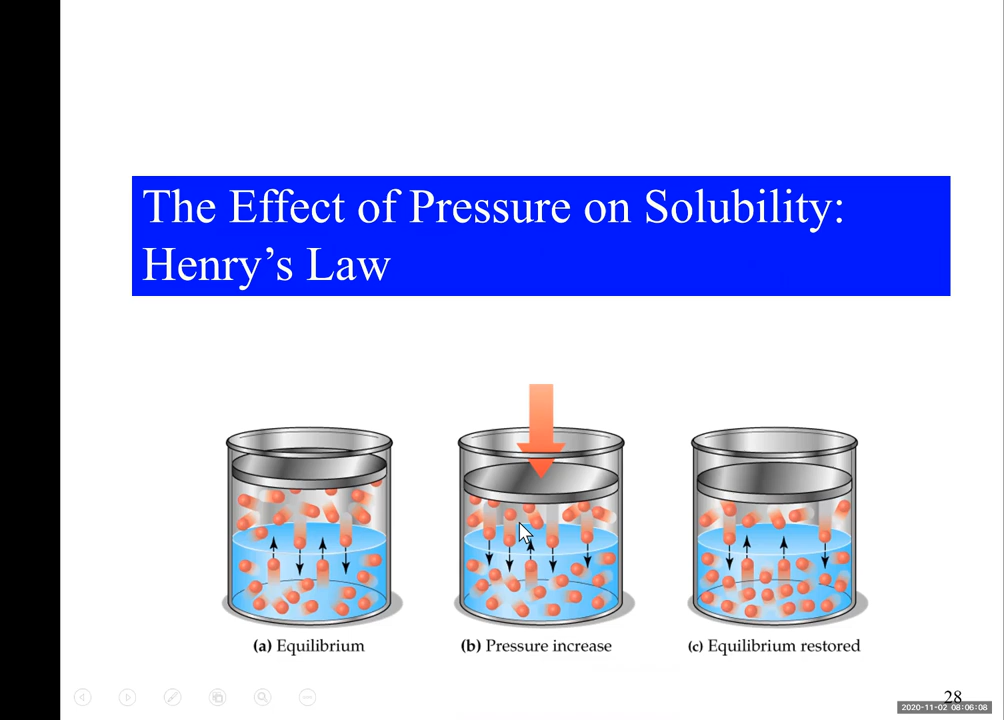 The Effect of Pressure on Solubility:
Henry's Law
(a) Equilibrium
(b) Pressure increase
(c) Equilibrium restored
28
2020-11-02 08:06:08